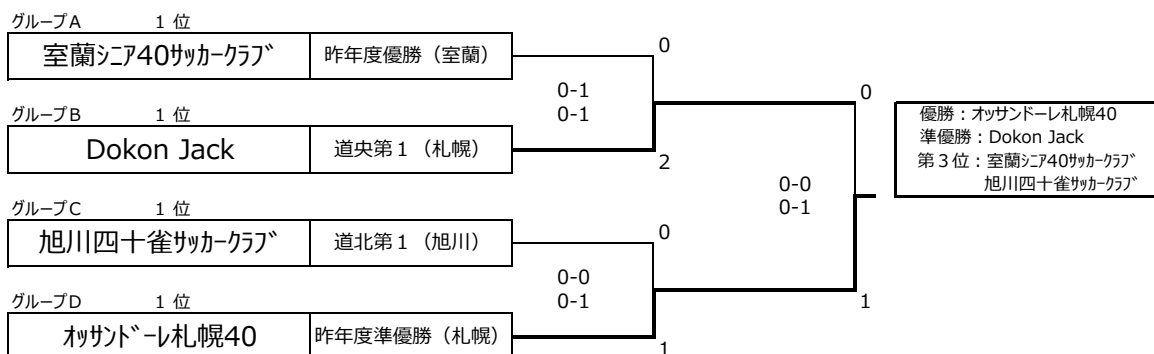 グループA 1 位
室蘭ｼﾆｱ40ｻｯｶｰｸﾗﾌﾞ 昨年度優勝（室蘭）
0
0-1
0-1
グループB 1 位
Dokon Jack 道央第１（札幌）
2
グループC 1 位
旭川四十雀ｻｯｶｰｸﾗﾌﾞ 道北第１（旭川）
0
0-0
0-1
グループD 1 位
ｵｯｻﾝﾄﾞｰﾚ札幌40 昨年度準優勝（札幌）
1
0
0-0
0-1
1
優勝：ｵｯｻﾝﾄﾞｰﾚ札幌40
準優勝：Dokon Jack
第３位：室蘭ｼﾆｱ40ｻｯｶｰｸﾗﾌﾞ
旭川四十雀ｻｯｶｰｸﾗﾌﾞ